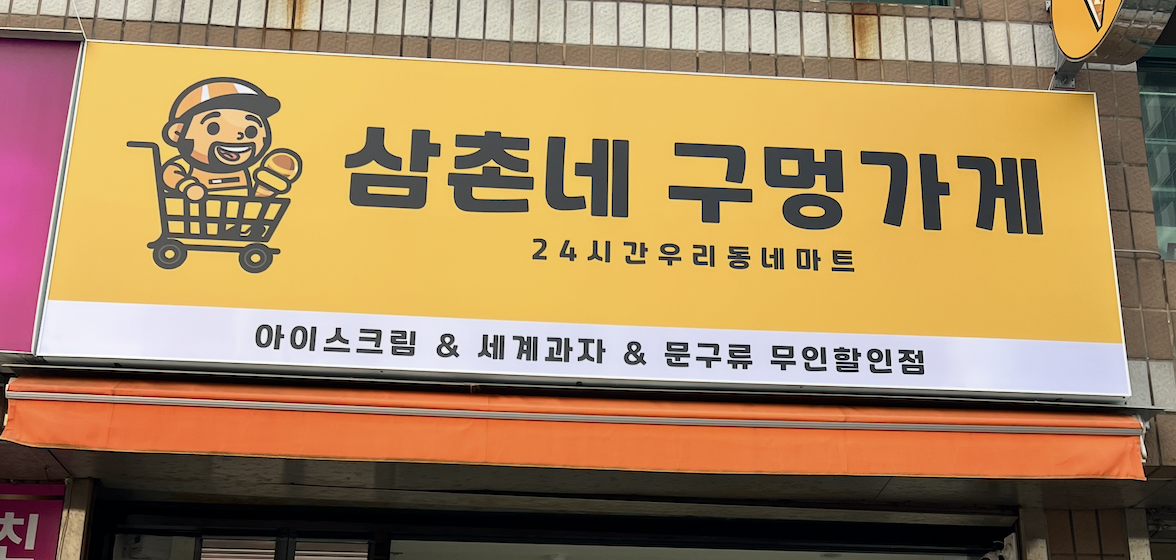 삼촌네 구멍가게
24시간우리동네마트
아이스크림 & 세계과자 & 문구류 무인할인점
친